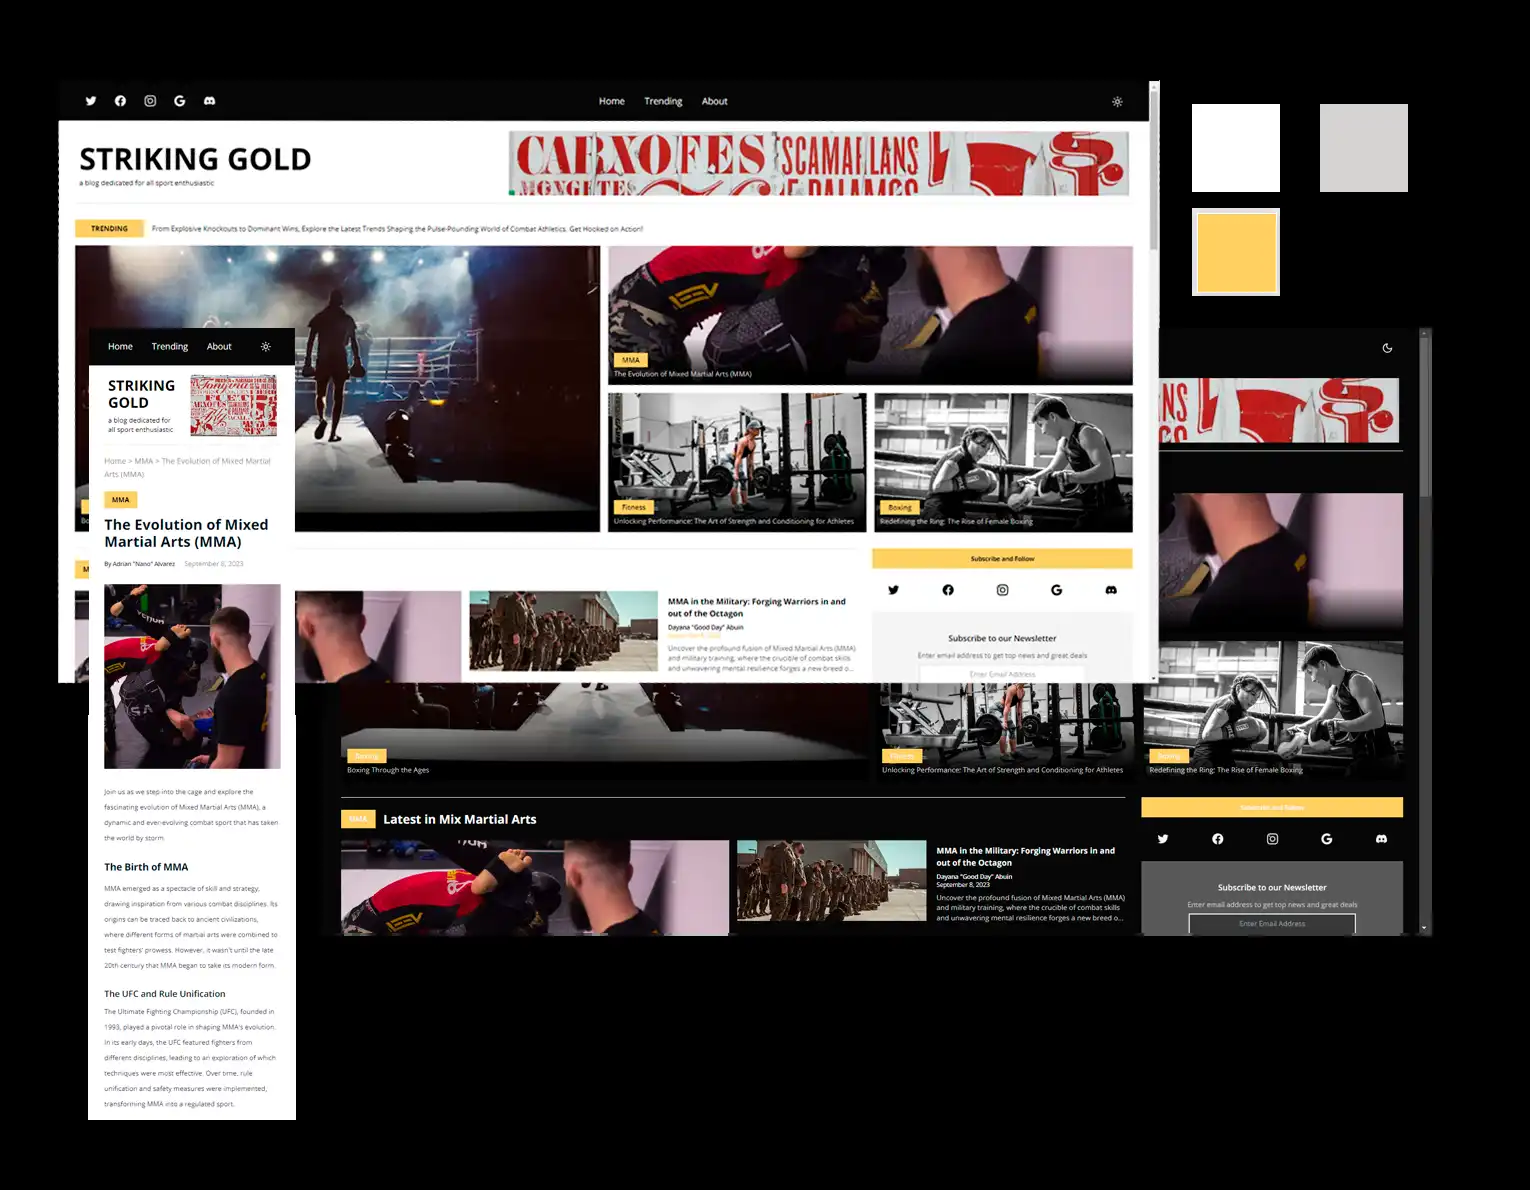 Home Trending About
STRIKING GOLD
a blog dedicated for all sport enthusiastic
CARXOFES
MONGHTES
SCAMARLANS
TRENDING
From Explosive Knockouts to Dominant Wins, Explore the Latest Trends Shaping the Pulse-Pounding World of Combat Athletics. Get Hooked on Action!
MMA
The Evolution of Mixed Martial Arts (MMA)
Fitness
Unlocking Performance: The Art of Strength and Conditioning for Athletes
Boxing
Redefining the Ring: The Rise of Female Boxing
Subscribe and Follow
MMA in the Military: Forging Warriors in and
out of the Octagon
Dayana "Good Day" Abuin
September 8, 2023
Uncover the profound fusion of Mixed Martial Arts (MMA)
and military training, where the crucible of combat skills
and unwavering mental resilience forges a new breed o...
Subscribe to our Newsletter
Enter email address to get top news and great deals
Enter Email Address
Home Trending About
STRIKING
GOLD
a blog dedicated for
all sport enthusiastic
Home > MMA > The Evolution of Mixed Martial
Arts (MMA)
MMA
The Evolution of Mixed
Martial Arts (MMA)
By Adrian "Nano" Alvarez September 8, 2023
Join us as we step into the cage and explore the
fascinating evolution of Mixed Martial Arts (MMA), a
dynamic and ever-evolving combat sport that has taken
the world by storm.
The Birth of MMA
MMA emerged as a spectacle of skill and strategy,
drawing inspiration from various combat disciplines. Its
origins can be traced back to ancient civilizations,
where different forms of martial arts were combined to
test fighters' prowess. However, it wasn't until the late
20th century that MMA began to take its modern form.
The UFC and Rule Unification
The Ultimate Fighting Championship (UFC), founded in
1993, played a pivotal role in shaping MMA's evolution.
In its early days, the UFC featured fighters from
different disciplines, leading to an exploration of which
techniques were most effective. Over time, rule
unification and safety measures were implemented,
transforming MMA into a regulated sport.
Boxing
Boxing Through the Ages
Fitness
Unlocking Performance: The Art of Strength and Conditioning for Athletes
Boxing
Redefining the Ring: The Rise of Female Boxing
MMA
Latest in Mix Martial Arts
MMA in the Military: Forging Warriors in and
out of the Octagon
Dayana "Good Day" Abuin
September 8, 2023
Uncover the profound fusion of Mixed Martial Arts (MMA)
and military training, where the crucible of combat skills
and unwavering mental resilience forges a new breed o...
Subscribe and Follow
Subscribe to our Newsletter
Enter email address to get top news and great deals
Enter Email Address